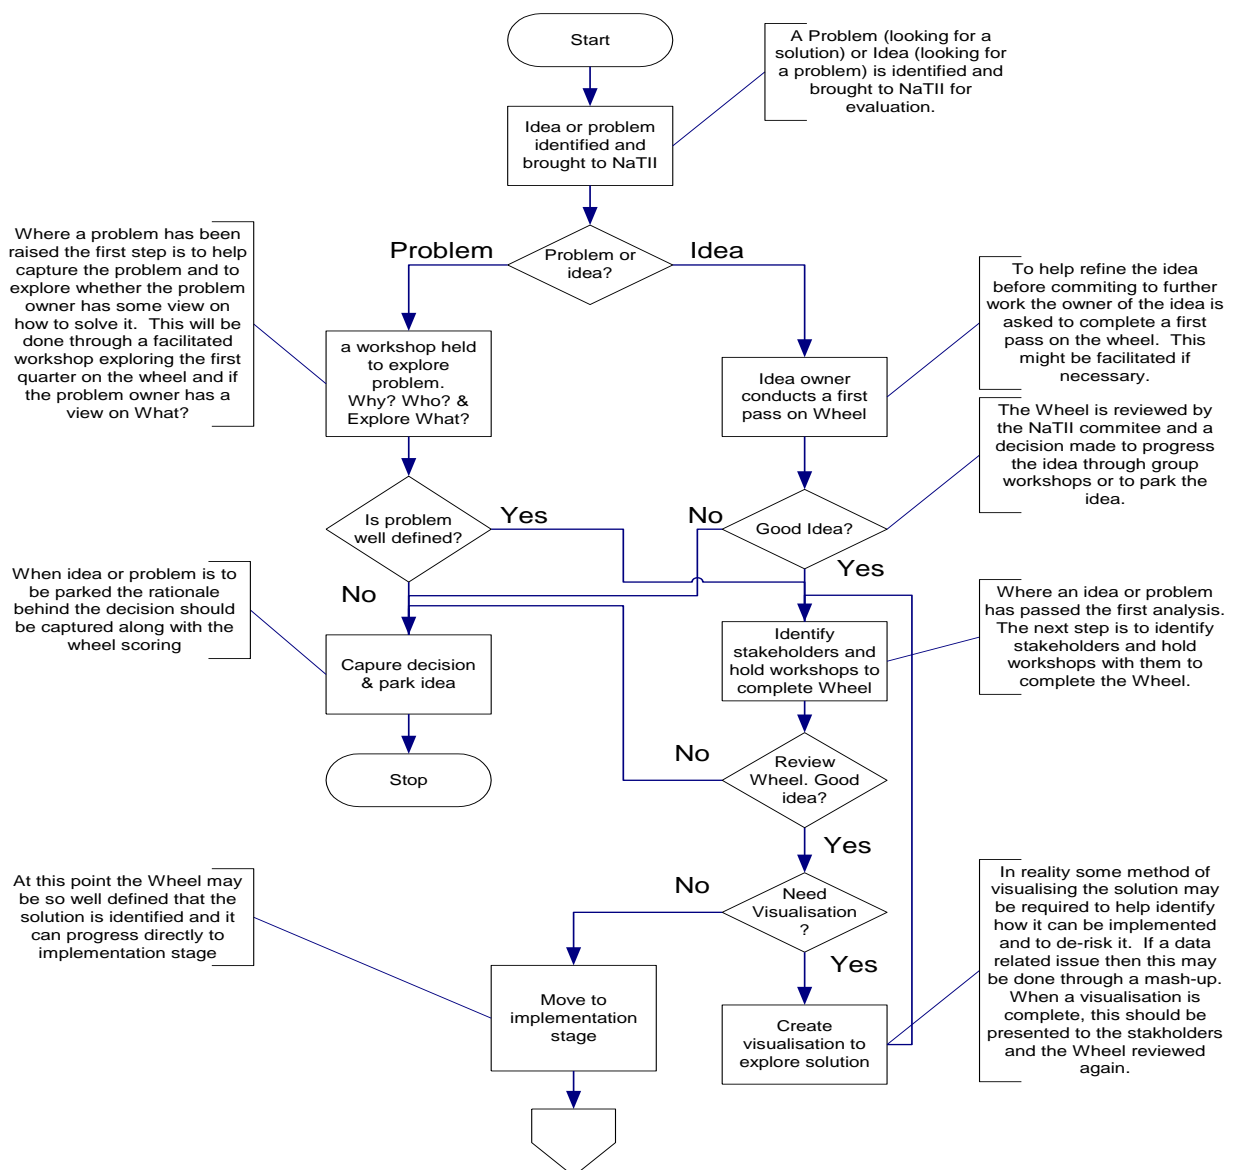 Start
A Problem (looking for a
solution) or Idea (looking for
a problem) is identified and
brought to NaTII for
evaluation.
Idea or problem
identified and
brought to NaTII
Where a problem has been
raised the first step is to help
capture the problem and to
explore whether the problem
owner has some view on
how to solve it. This will be
done through a facilitated
workshop exploring the first
quarter on the wheel and if
the problem owner has a
view on What?
Problem
Problem or
idea?
Idea
To help refine the idea
before commiting to further
work the owner of the idea is
asked to complete a first
pass on the wheel. This
might be facilitated if
necessary.
a workshop held
to explore
problem.
Why? Who? &
Explore What?
Idea owner
conducts a first
pass on Wheel
The Wheel is reviewed by
the NaTII commitee and a
decision made to progress
the idea through group
workshops or to park the
idea.
Is problem
well defined?
Yes
No
Good Idea?
Yes
No
When idea or problem is to
be parked the rationale
behind the decision should
be captured along with the
wheel scoring
Where an idea or problem
has passed the first analysis.
The next step is to identify
stakeholders and hold
workshops with them to
complete the Wheel.
Identify
stakeholders and
hold workshops to
complete Wheel
Capure decision
& park idea
No
Review
Wheel. Good
idea?
Stop
Yes
At this point the Wheel may
be so well defined that the
solution is identified and it
can progress directly to
implementation stage
No
Need
Visualisation
?
Yes
In reality some method of
visualising the solution may
be required to help identify
how it can be implemented
and to de-risk it. If a data
related issue then this may
be done through a mash-up.
When a visualisation is
complete, this should be
presented to the stakholders
and the Wheel reviewed
again.
Move to
implementation
stage
Create
visualisation to
explore solution